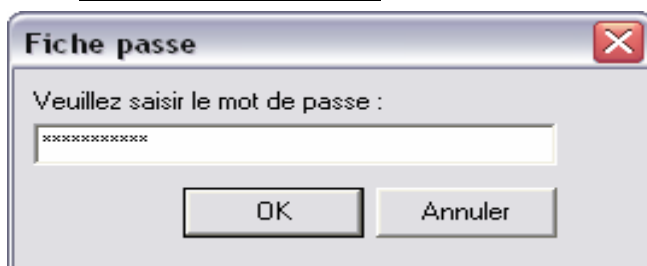 Fiche passe
Veuillez saisir le mot de passe :
***********
OK
Annuler